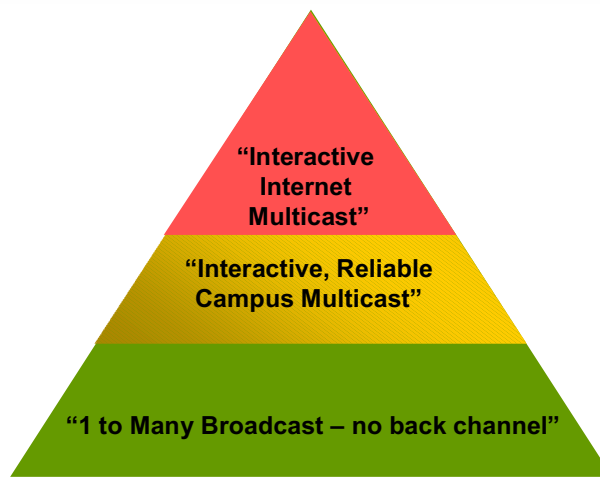 “Interactive
Internet
Multicast”
“Interactive, Reliable
Campus Multicast”
“1 to Many Broadcast – no back channel”